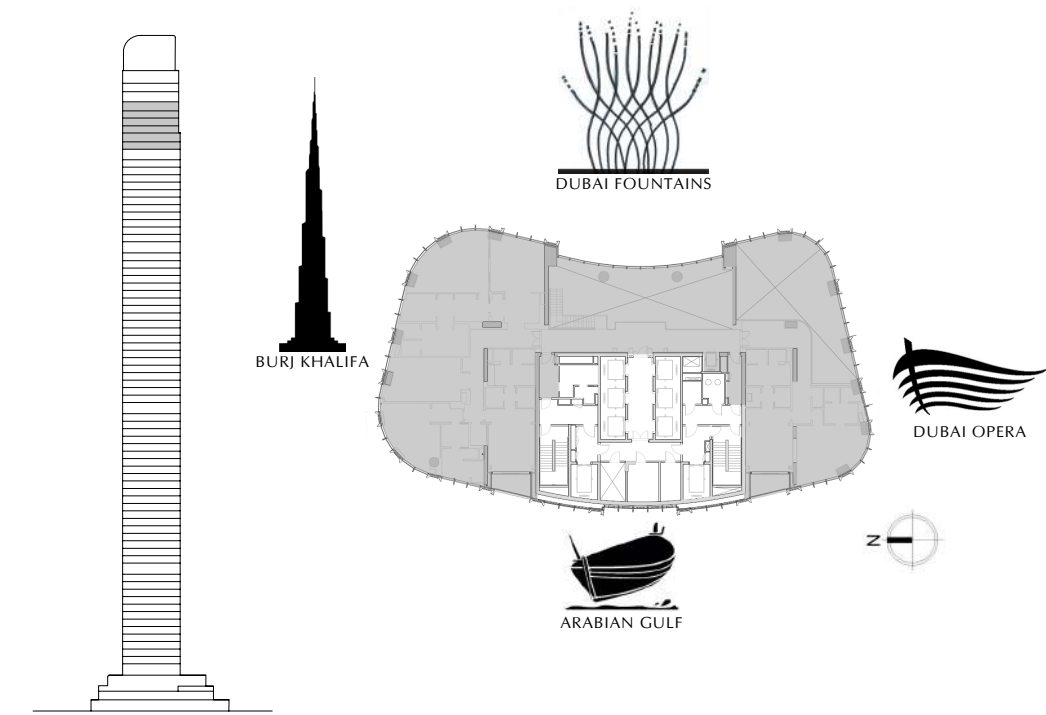 DUBAI FOUNTAINS
BURJ KHALIFA
DUBAI OPERA
N
ARABIAN GULF